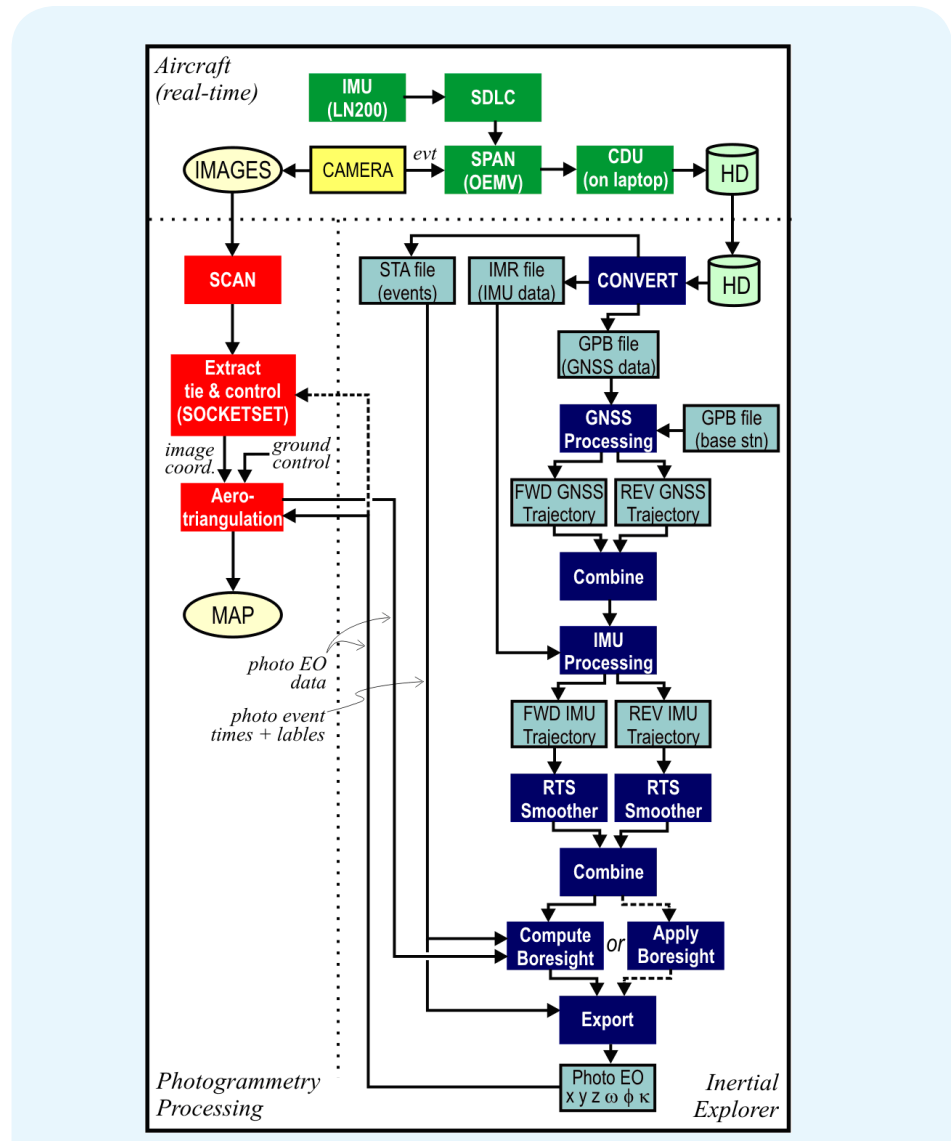 Aircraft
(real-time)
IMU
(LN200)
SDLC
IMAGES
CAMERA
evt
SPAN
(OEMV)
CDU
(on laptop)
HD
SCAN
STA file
(events)
IMR file
(IMU data)
CONVERT
HD
GPB file
(GNSS data)
Extract
tie & control
(SOCKETSET)
GNSS
Processing
GPB file
(base stn)
image
coord.
ground
control
FWD GNSS
Trajectory
REV GNSS
Trajectory
Aero-
triangulation
Combine
MAP
IMU
Processing
photo EO
data
photo event
times + lables
FWD IMU
Trajectory
REV IMU
Trajectory
RTS
Smoother
RTS
Smoother
Combine
Compute
Boresight
or
Apply
Boresight
Export
Photo EO
x y z ω ϕ κ
Photogrammetry
Processing
Inertial
Explorer